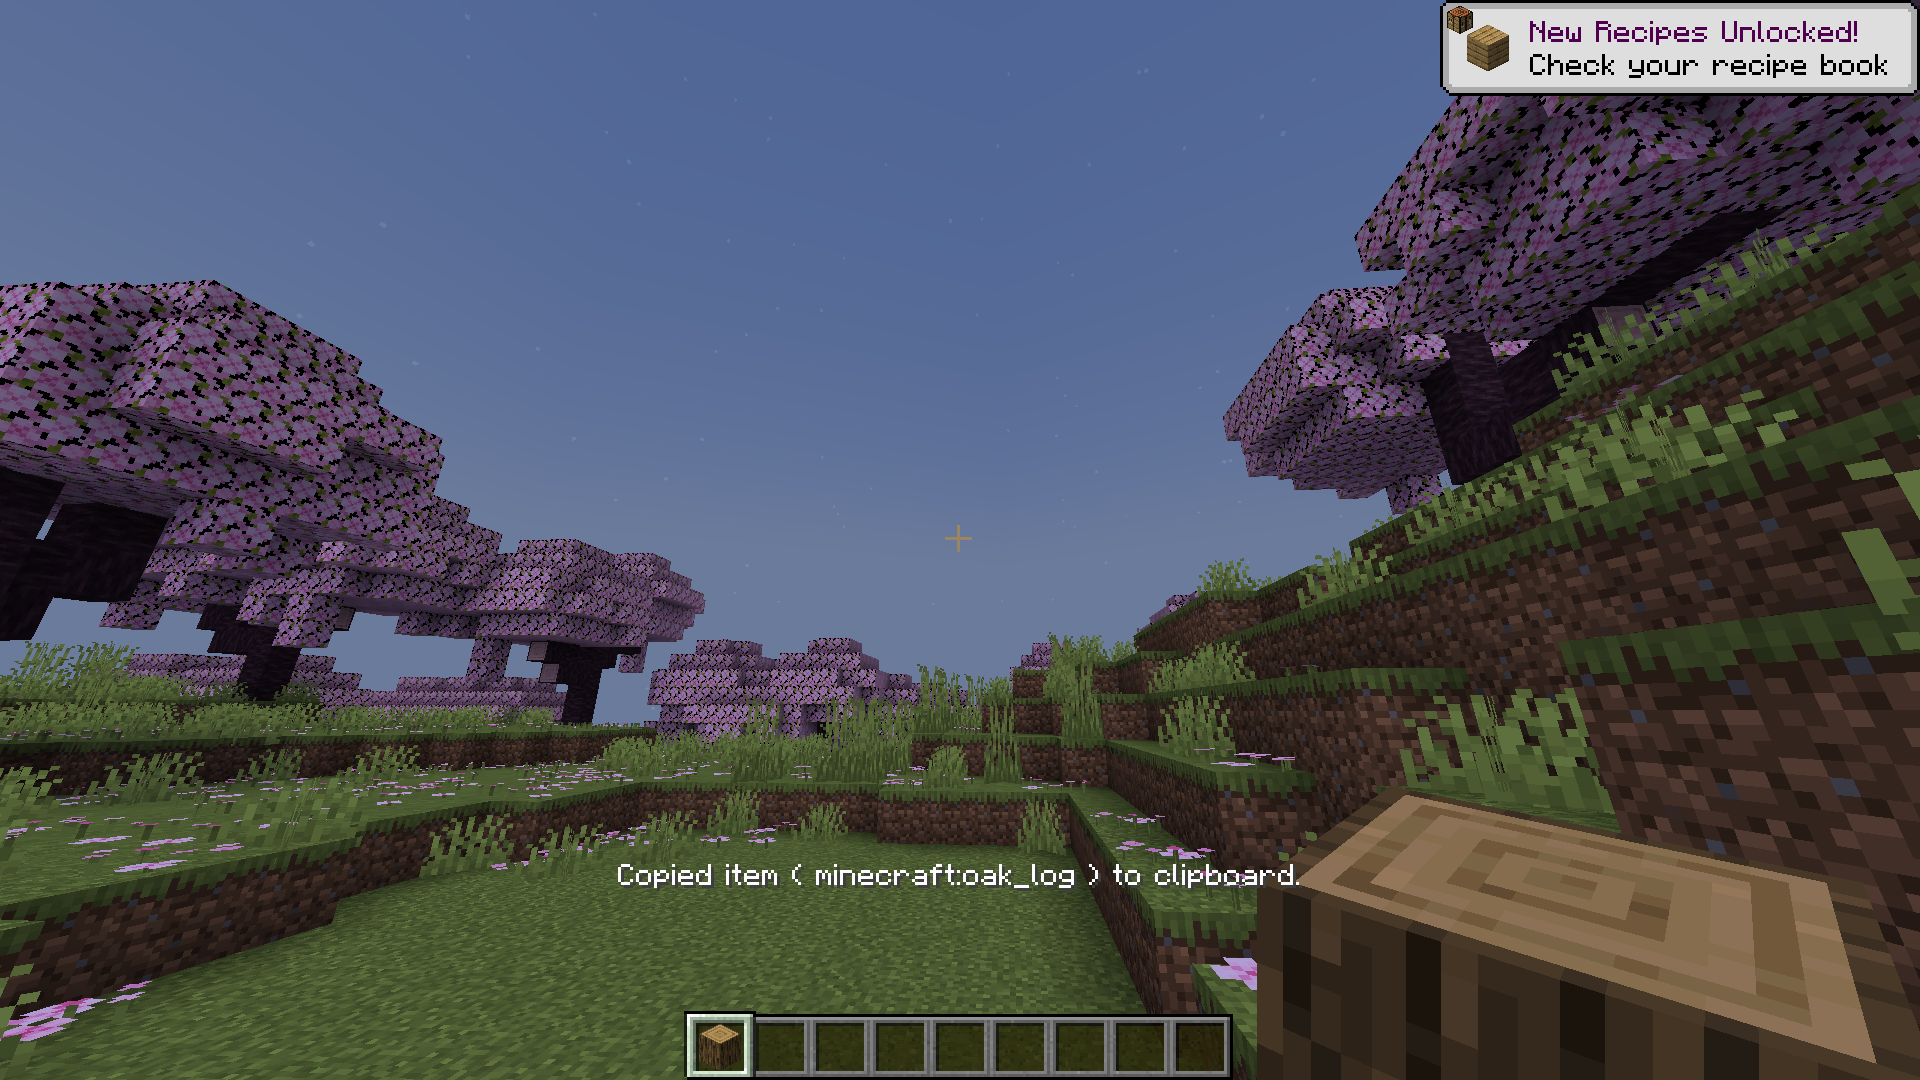 New Recipes Unlocked!
Check your recipe book
Copied item ( minecraft:oak_log ) to clipboard.